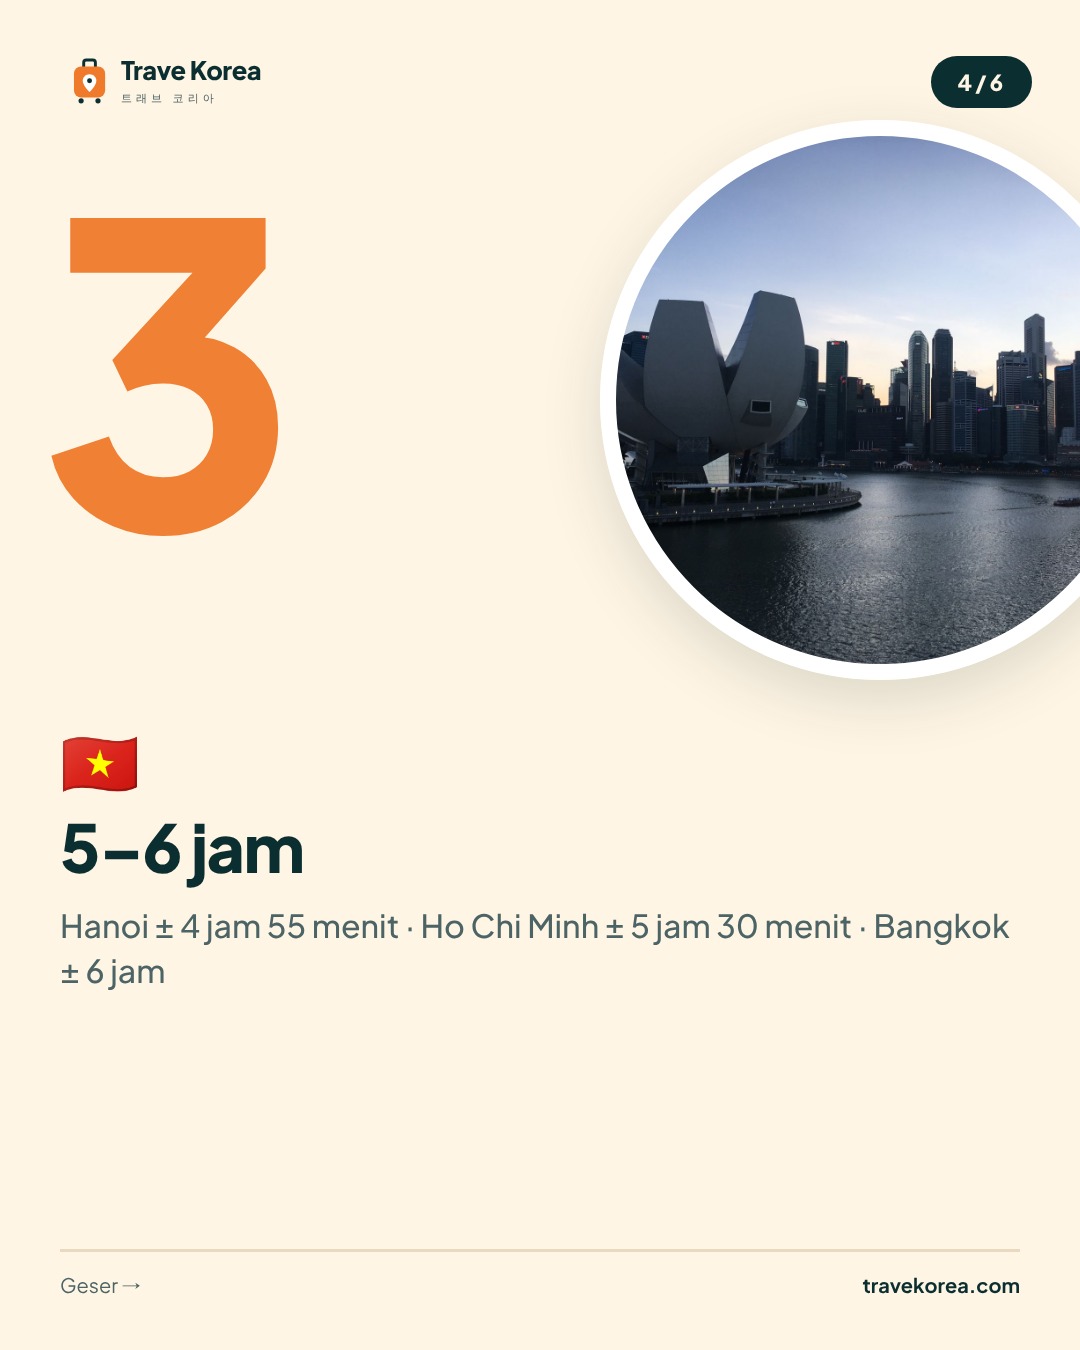 Trave Korea
트래브 코리아
4/6
3
5–6 jam
Hanoi ± 4 jam 55 menit · Ho Chi Minh ± 5 jam 30 menit · Bangkok
± 6 jam
Geser →
travekorea.com